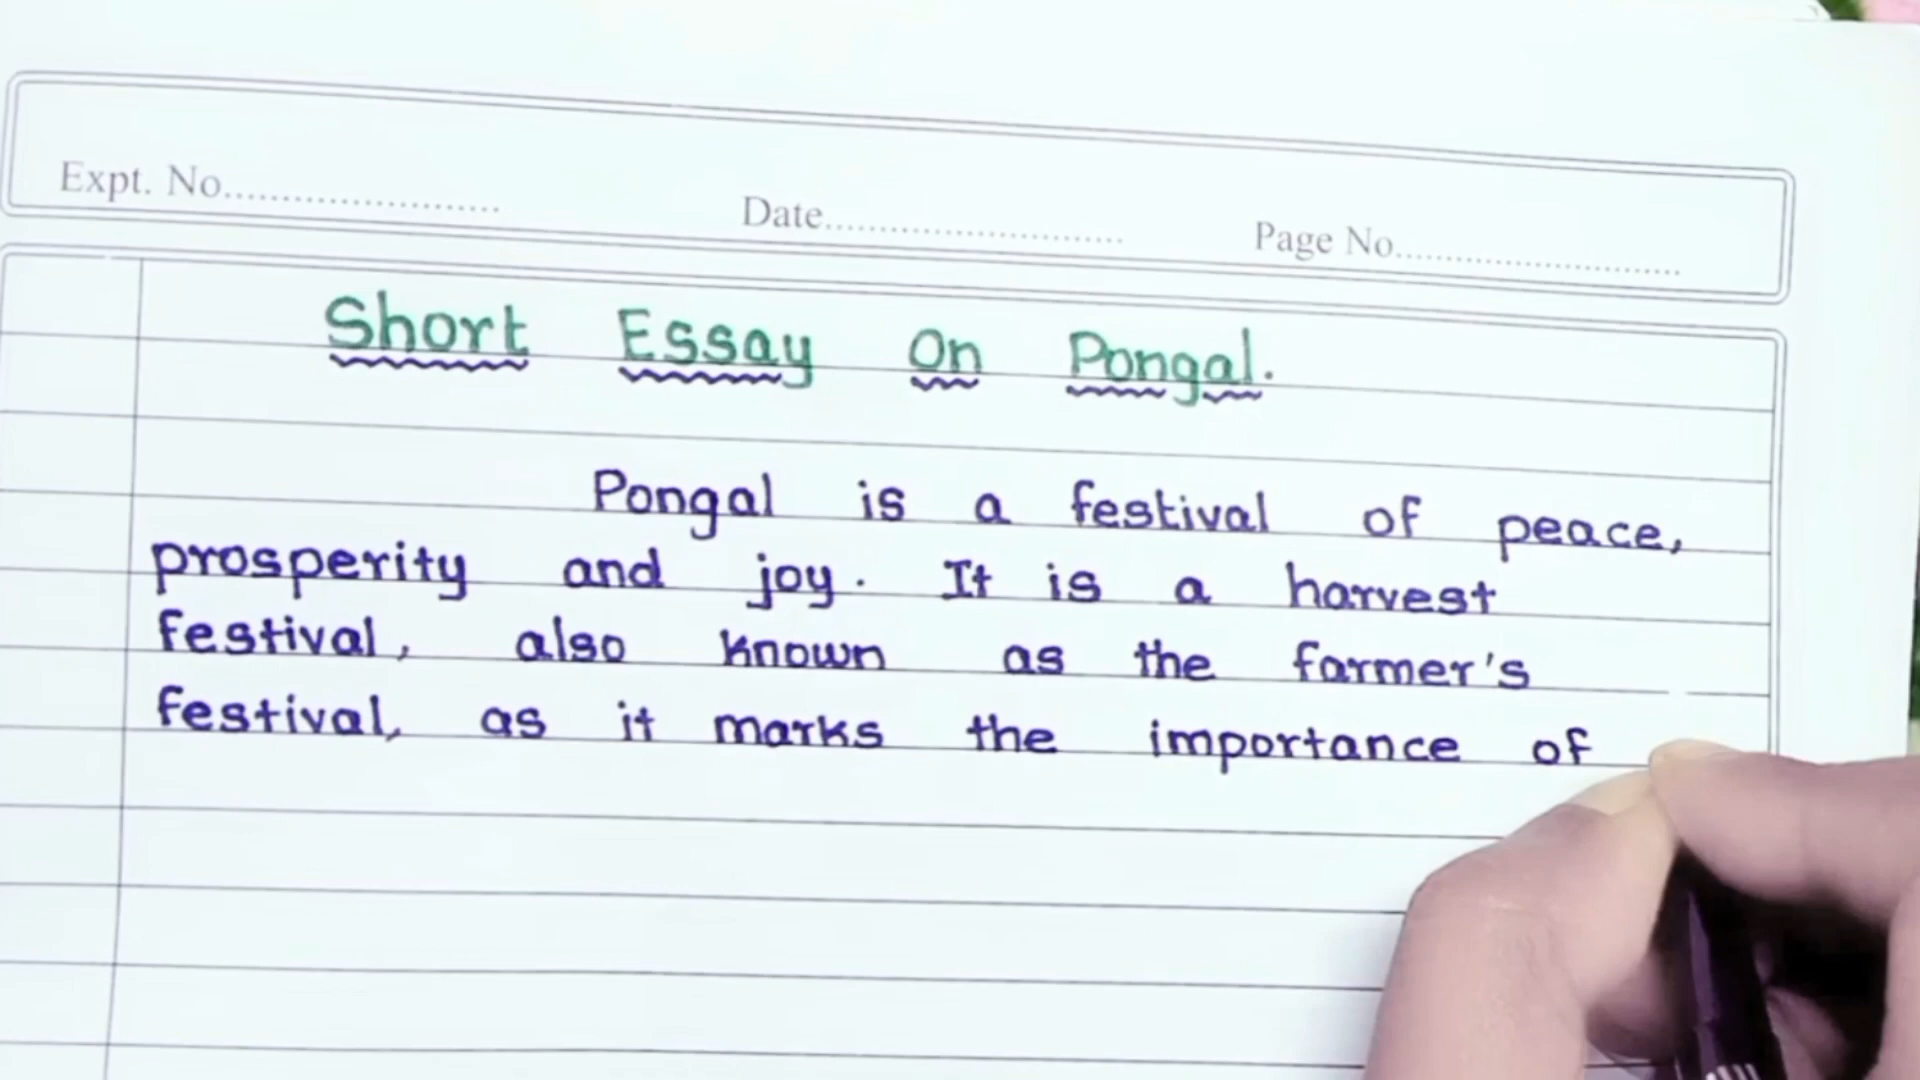 Expt. No.......................... Date.......................... Page No..........................
Short Essay On Pongal.
Pongal is a festival of peace,
prosperity and joy. It is a harvest
festival, also known as the farmer's
festival, as it marks the importance of